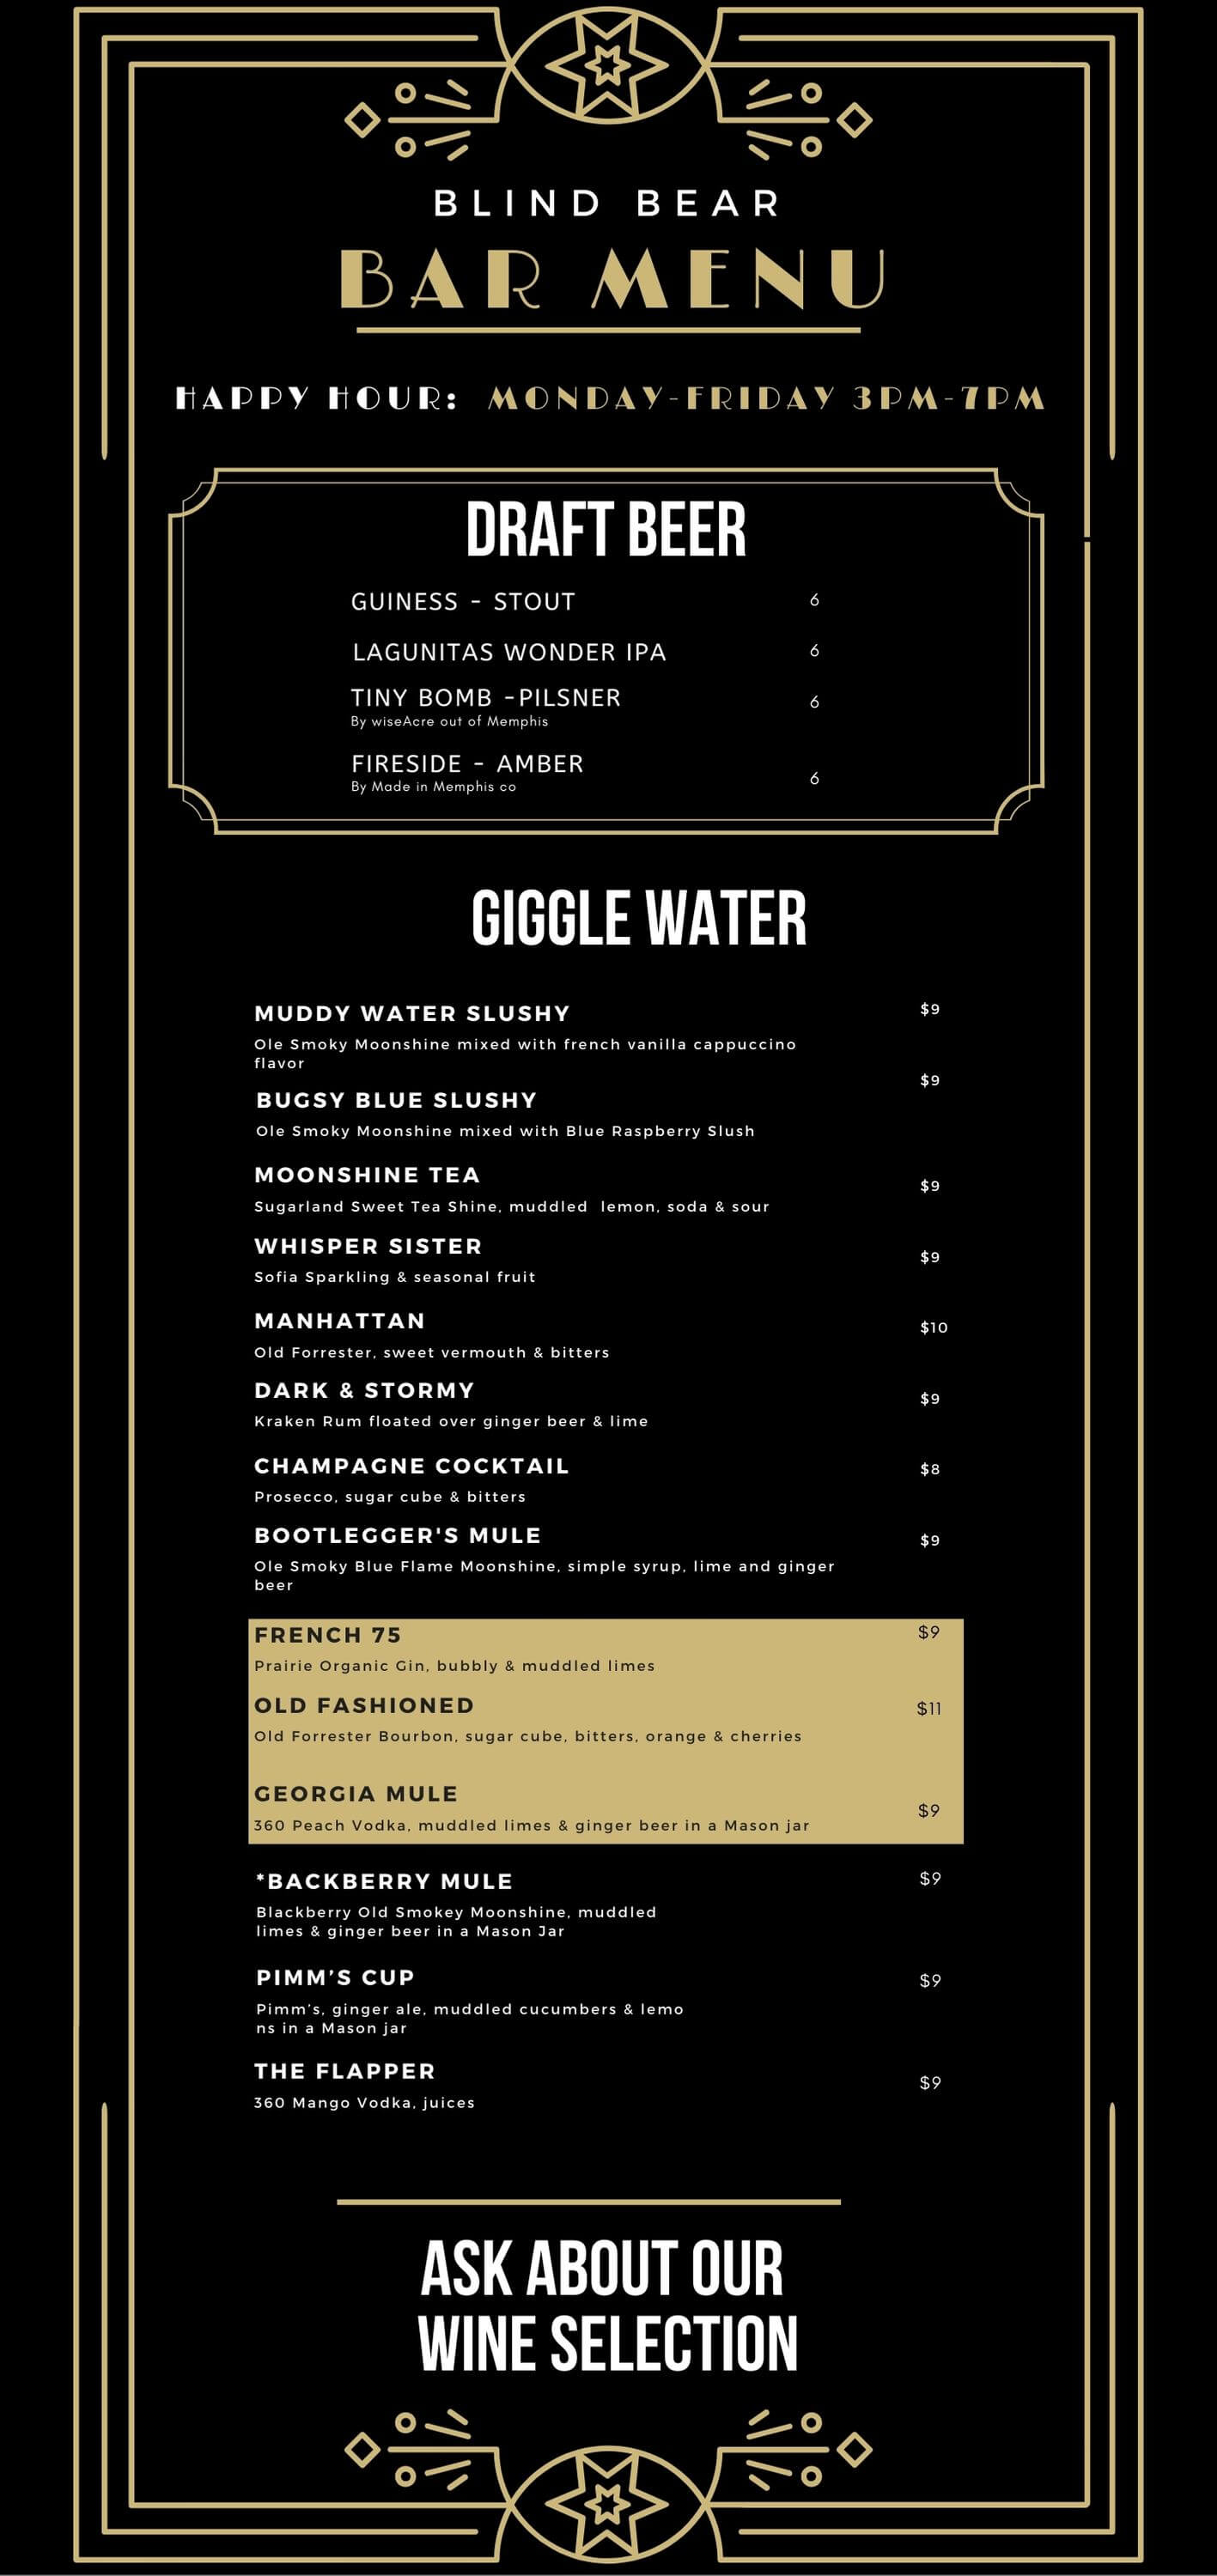 BLIND BEAR
BAR MENU
HAPPY HOUR: MONDAY-FRIDAY 3PM-7PM
DRAFT BEER
GUINESS - STOUT 6
LAGUNITAS WONDER IPA 6
TINY BOMB -PILSNER 6
By wiseAcre out of Memphis
FIRESIDE - AMBER
By Made in Memphis co 6
GIGGLE WATER
MUDDY WATER SLUSHY $9
Ole Smoky Moonshine mixed with french vanilla cappuccino
flavor
BUGSY BLUE SLUSHY $9
Ole Smoky Moonshine mixed with Blue Raspberry Slush
MOONSHINE TEA $9
Sugarland Sweet Tea Shine, muddled lemon, soda & sour
WHISPER SISTER $9
Sofia Sparkling & seasonal fruit
MANHATTAN $10
Old Forrester, sweet vermouth & bitters
DARK & STORMY $9
Kraken Rum floated over ginger beer & lime
CHAMPAGNE COCKTAIL $8
Prosecco, sugar cube & bitters
BOOTLEGGER'S MULE $9
Ole Smoky Blue Flame Moonshine, simple syrup, lime and ginger
beer
FRENCH 75 $9
Prairie Organic Gin, bubbly & muddled limes
OLD FASHIONED $11
Old Forrester Bourbon, sugar cube, bitters, orange & cherries
GEORGIA MULE $9
360 Peach Vodka, muddled limes & ginger beer in a Mason jar
*BACKBERRY MULE $9
Blackberry Old Smokey Moonshine, muddled
limes & ginger beer in a Mason Jar
PIMM’S CUP $9
Pimm’s, ginger ale, muddled cucumbers & lemo
ns in a Mason jar
THE FLAPPER $9
360 Mango Vodka, juices
ASK ABOUT OUR
WINE SELECTION